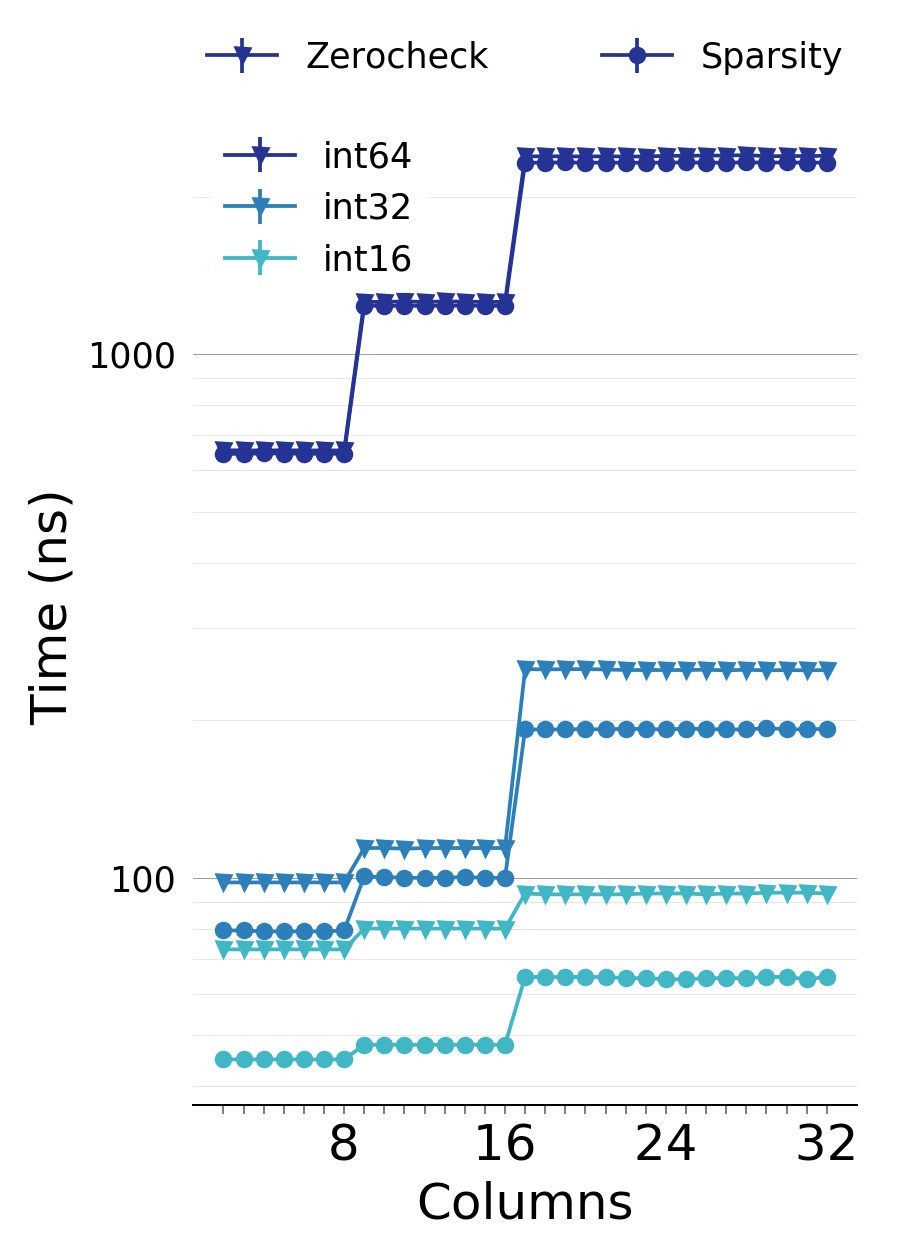 Zerocheck Sparsity
int64
int32
int16
1000
100
Time (ns)
8 16 24 32
Columns